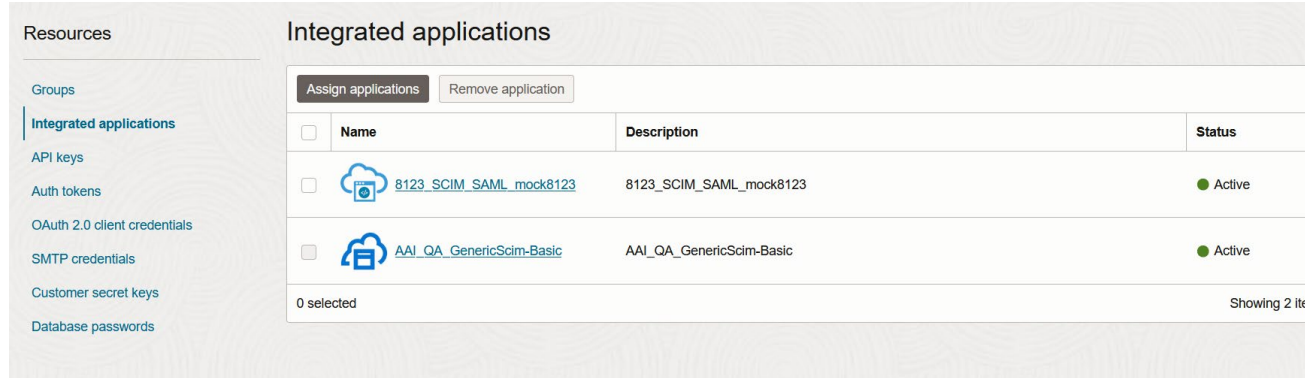 Resources
Groups
Integrated applications
API keys
Auth tokens
OAuth 2.0 client credentials
SMTP credentials
Customer secret keys
Database passwords
Integrated applications
Assign applications Remove application
Name Description Status
8123_SCIM_SAML_mock8123 8123_SCIM_SAML_mock8123 Active
AAI_QA_GenericScim-Basic AAI_QA_GenericScim-Basic Active
0 selected Showing 2 ite